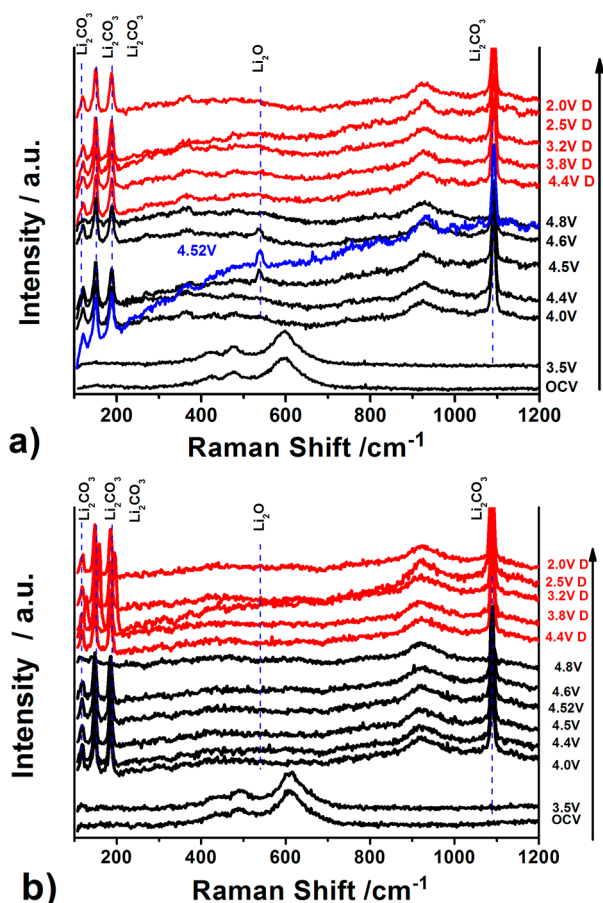 Li2CO3
Li2CO3
Li2CO3
Li2O
Li2CO3
2.0V D
2.5V D
3.2V D
3.8V D
4.4V D
4.8V
4.6V
4.52V
4.5V
4.4V
4.0V
3.5V
OCV
Intensity / a.u.
200 400 600 800 1000 1200
Raman Shift /cm-1
a)
Li2CO3
Li2CO3
Li2CO3
Li2O
Li2CO3
2.0V D
2.5V D
3.2V D
3.8V D
4.4V D
4.8V
4.6V
4.52V
4.5V
4.4V
4.0V
3.5V
OCV
Intensity / a.u.
200 400 600 800 1000 1200
Raman Shift /cm-1
b)